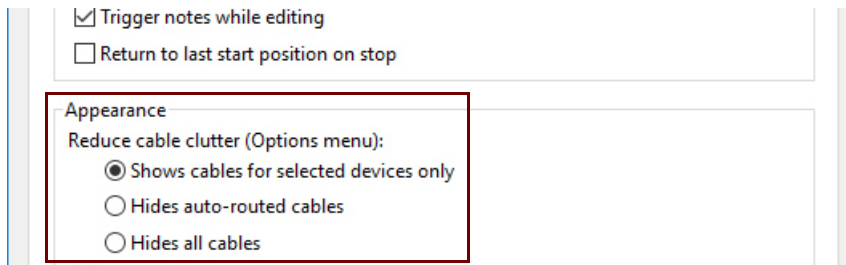 Trigger notes while editing
Return to last start position on stop
Appearance
Reduce cable clutter (Options menu):
Shows cables for selected devices only
Hides auto-routed cables
Hides all cables